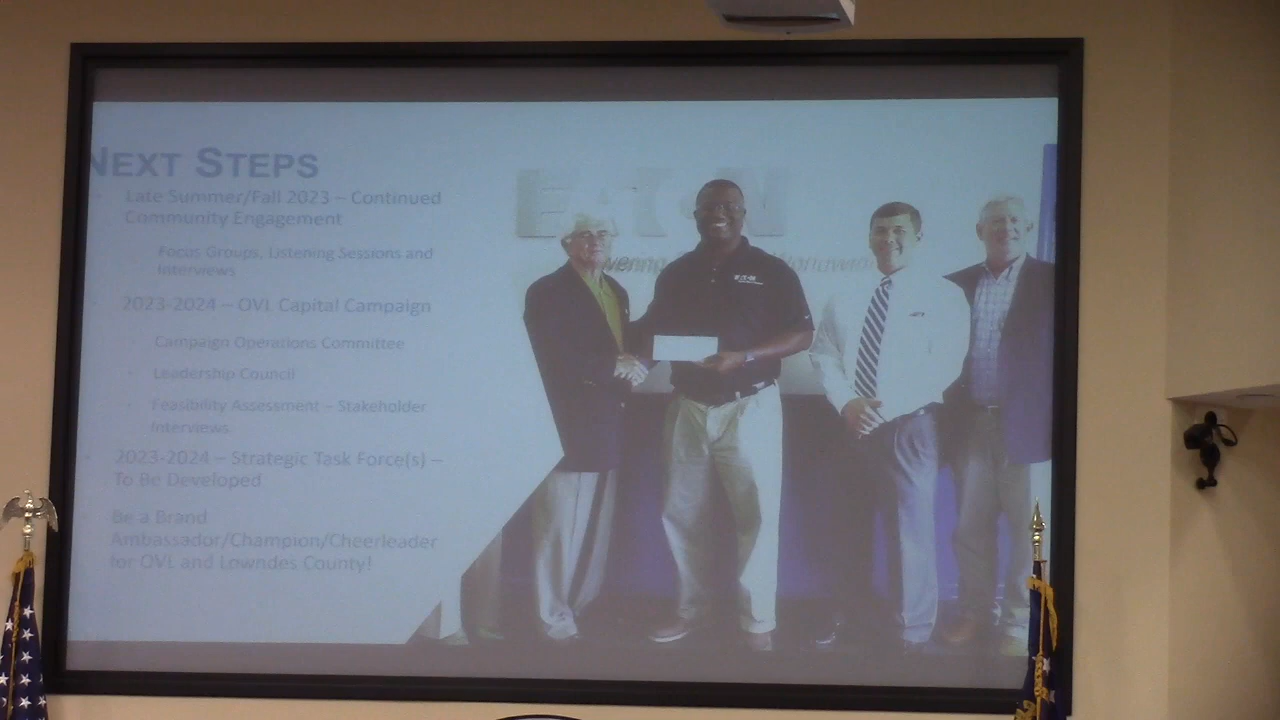 NEXT STEPS
Late Summer/Fall 2023 – Continued
Community Engagement
Focus Groups, Listening Sessions and
Interviews
2023-2024 – OVL Capital Campaign
Campaign Operations Committee
Leadership Council
Feasibility Assessment – Stakeholder
Interviews
2023-2024 – Strategic Task Force(s) –
To Be Developed
Be a Brand
Ambassador/Champion/Cheerleader
for OVL and Lowndes County!
EATON